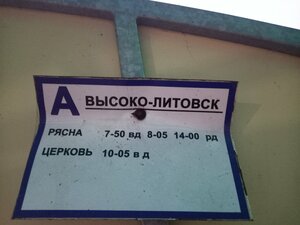 А ВЫСОКО-ЛИТОВСК
РЯСНА 7-50 вд 8-05 14-00 рд
ЦЕРКОВЬ 10-05 в д